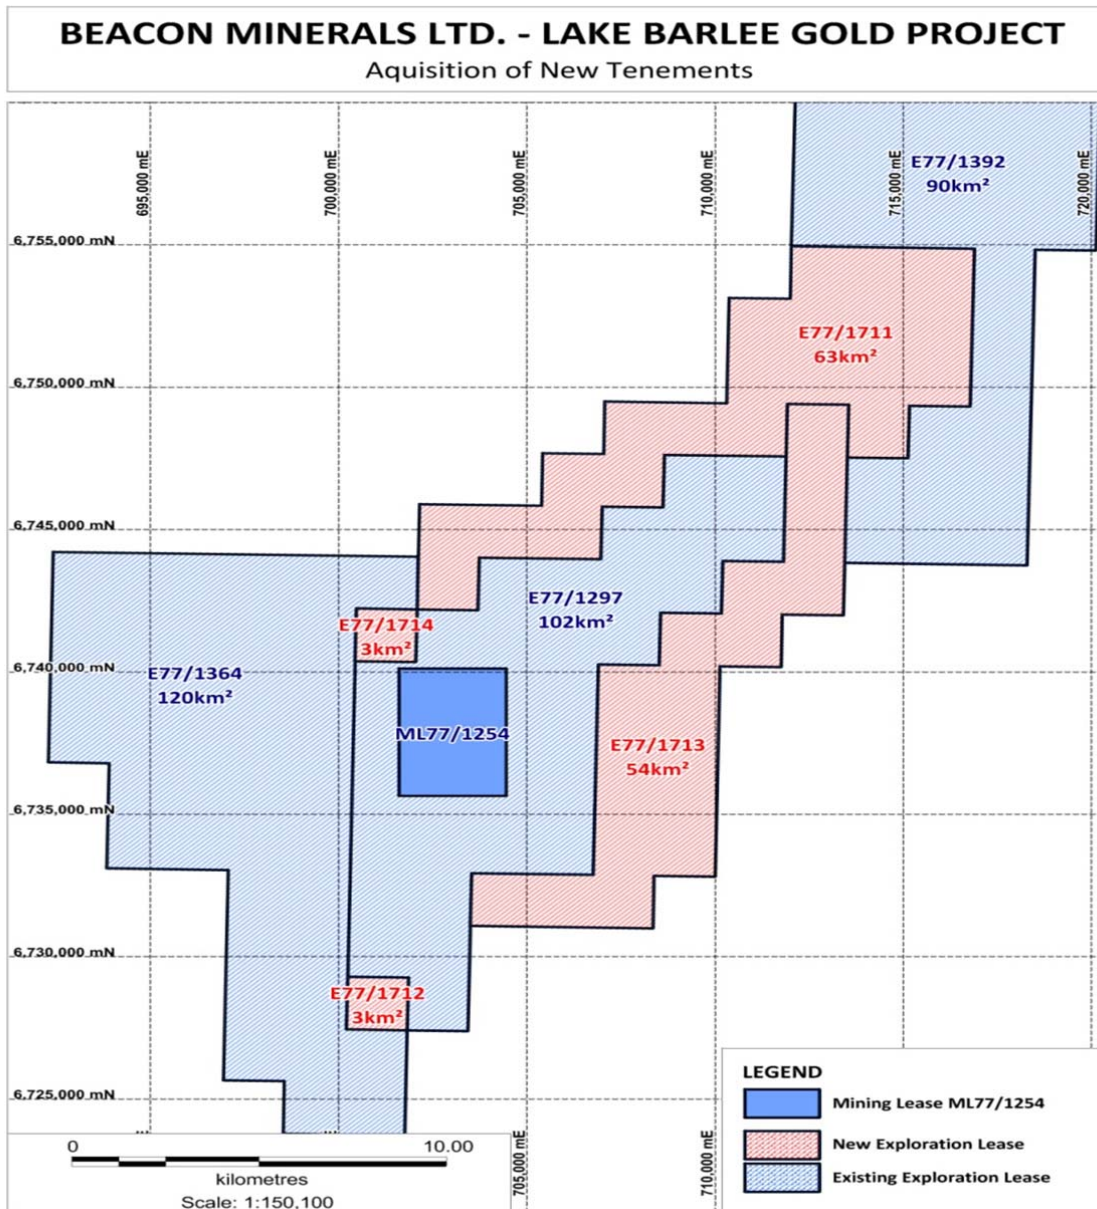 BEACON MINERALS LTD. - LAKE BARLEE GOLD PROJECT
Aquisition of New Tenements
695,000 mE
700,000 mE
705,000 mE
710,000 mE
715,000 mE
720,000 mE
E77/1392
90km²
6,755,000 mN
E77/1711
63km²
6,750,000 mN
6,745,000 mN
E77/1297
102km²
E77/1714
3km²
6,740,000 mN
E77/1364
120km²
ML77/1254
E77/1713
54km²
6,735,000 mN
6,730,000 mN
E77/1712
3km²
6,725,000 mN
705,000 mE
710,000 mE
0 10.00
kilometres
Scale: 1:150,100
LEGEND
Mining Lease ML77/1254
New Exploration Lease
Existing Exploration Lease